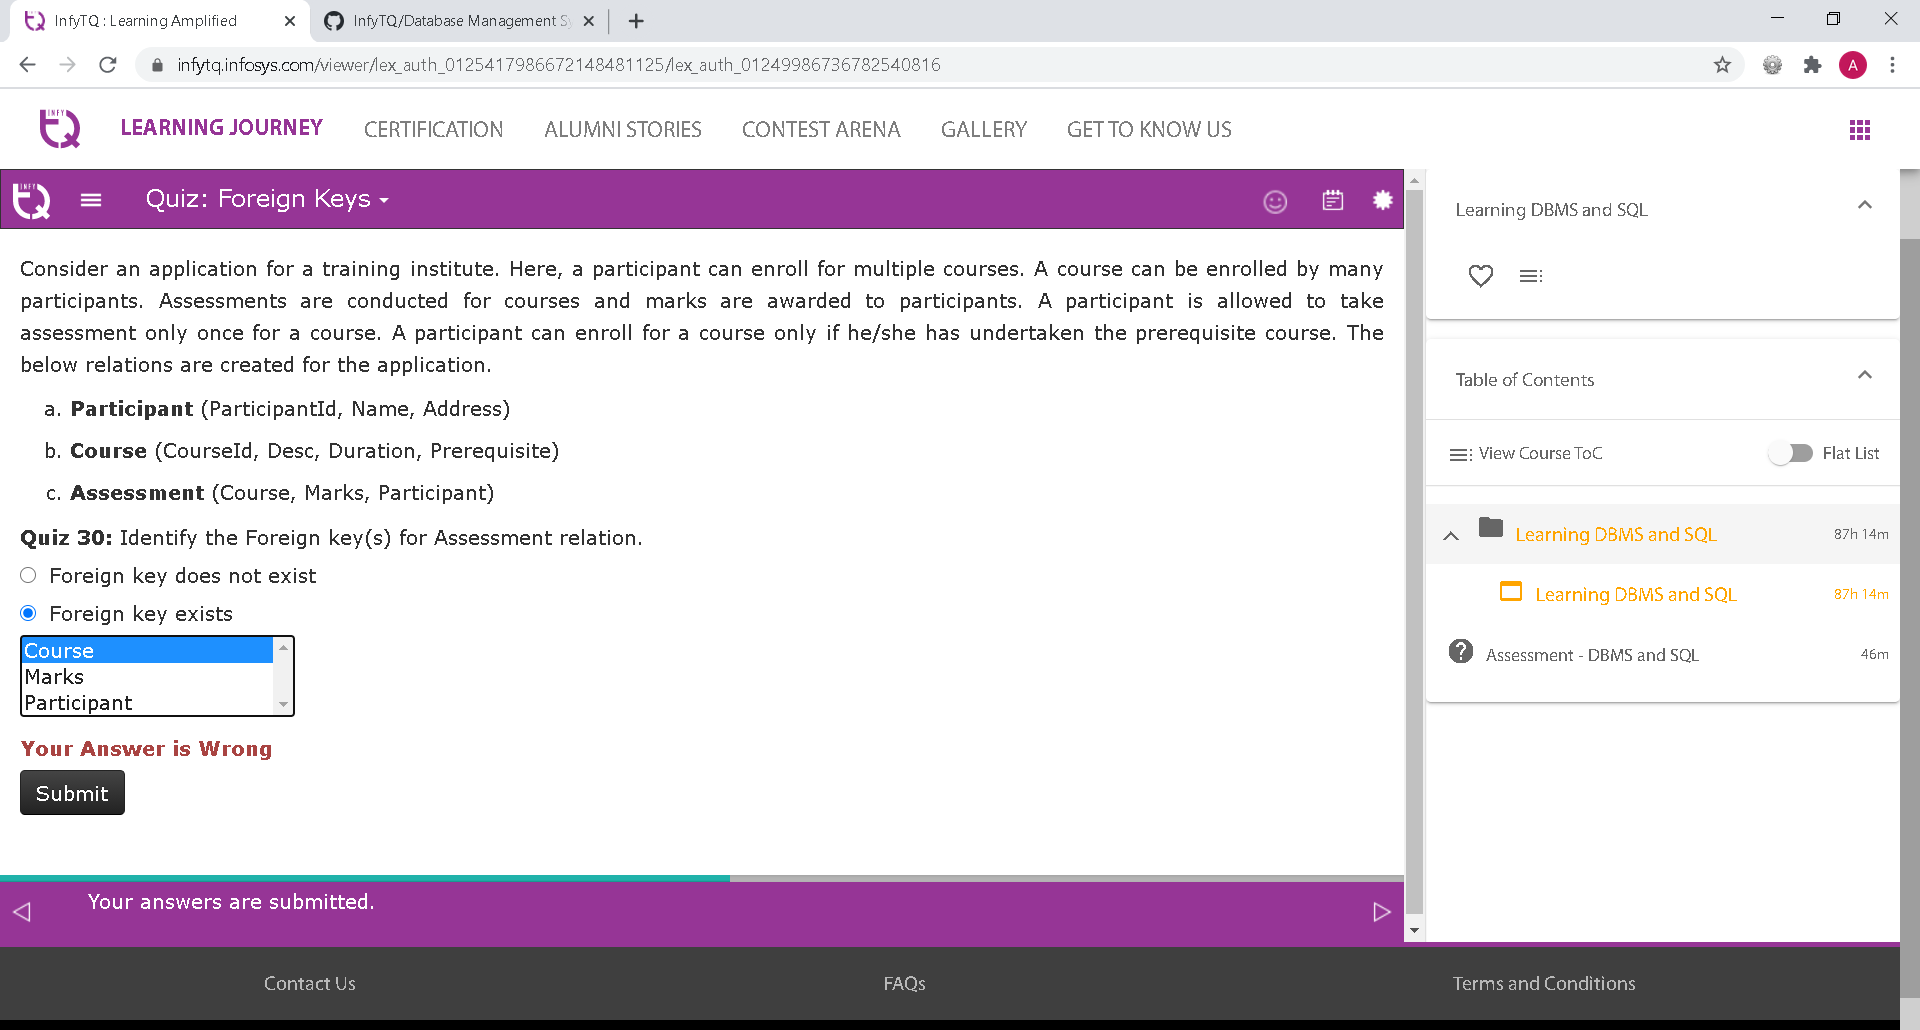 InfyTQ : Learning Amplified
InfyTQ/Database Management Sy
infytq.infosys.com/viewer/lex_auth_0125417986672148481125/lex_auth_01249986736782540816
A
INFY TQ
LEARNING JOURNEY
CERTIFICATION
ALUMNI STORIES
CONTEST ARENA
GALLERY
GET TO KNOW US
INFY TQ
Quiz: Foreign Keys
Consider an application for a training institute. Here, a participant can enroll for multiple courses. A course can be enrolled by many
participants. Assessments are conducted for courses and marks are awarded to participants. A participant is allowed to take
assessment only once for a course. A participant can enroll for a course only if he/she has undertaken the prerequisite course. The
below relations are created for the application.
a. Participant (ParticipantId, Name, Address)
b. Course (CourseId, Desc, Duration, Prerequisite)
c. Assessment (Course, Marks, Participant)
Quiz 30: Identify the Foreign key(s) for Assessment relation.
Foreign key does not exist
Foreign key exists
Course
Marks
Participant
Your Answer is Wrong
Submit
Your answers are submitted.
Learning DBMS and SQL
Table of Contents
View Course ToC
Flat List
Learning DBMS and SQL 87h 14m
Learning DBMS and SQL 87h 14m
Assessment - DBMS and SQL 46m
Contact Us
FAQs
Terms and Conditions